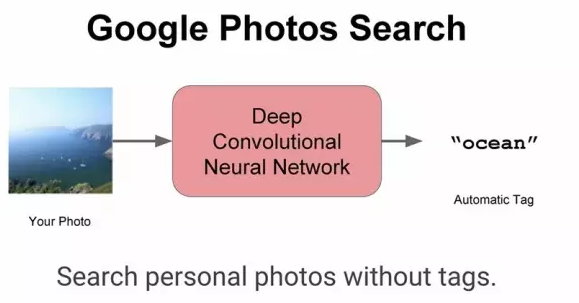 Google Photos Search
Deep
Convolutional
Neural Network
“ocean”
Automatic Tag
Your Photo
Search personal photos without tags.